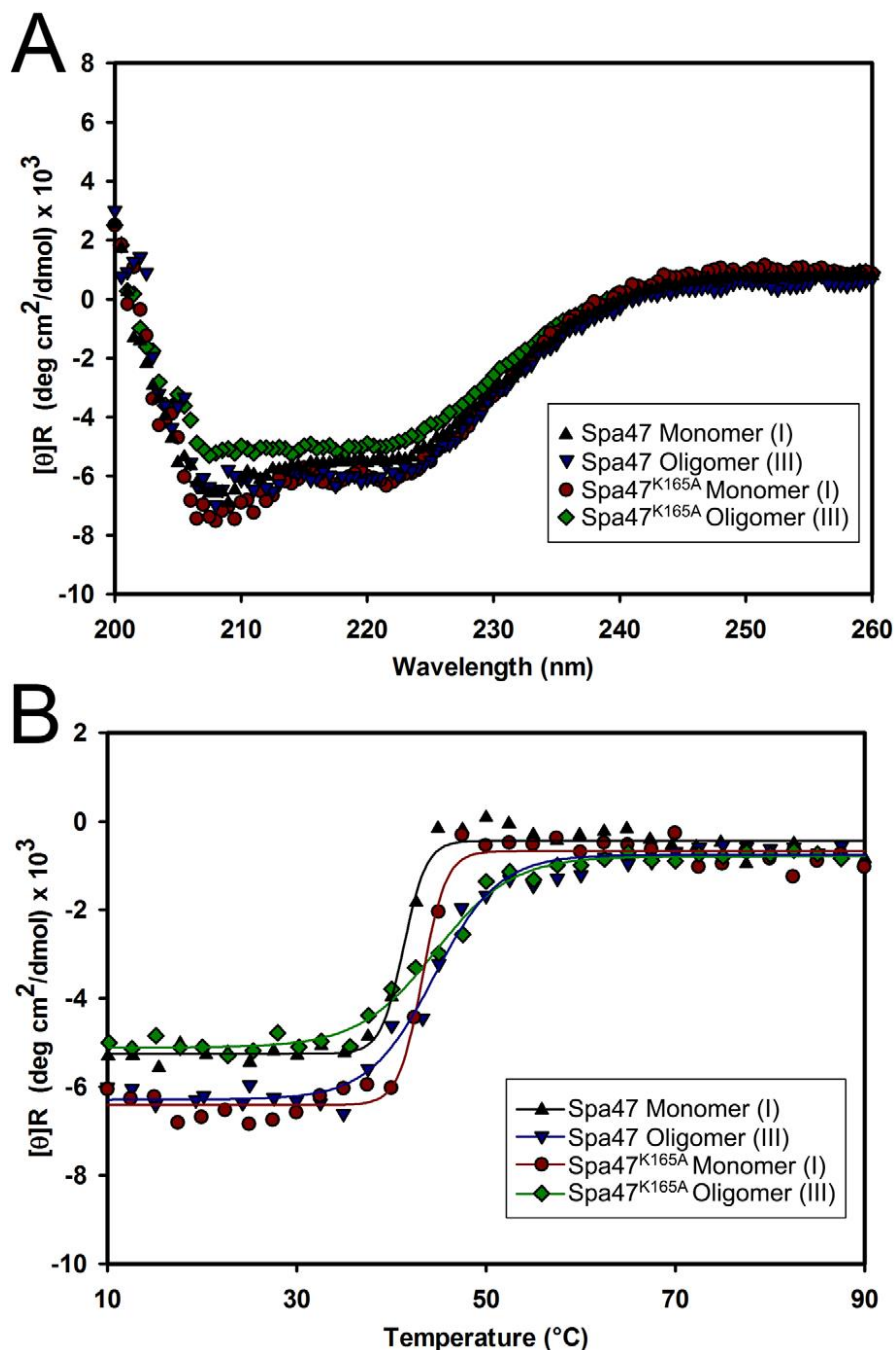 A
[θ]R (deg cm²/dmol) x 10³
8
6
4
2
0
-2
-4
-6
-8
-10
Spa47 Monomer (I)
Spa47 Oligomer (III)
Spa47ᴷ¹⁶⁵ᴬ Monomer (I)
Spa47ᴷ¹⁶⁵ᴬ Oligomer (III)
200 210 220 230 240 250 260
Wavelength (nm)
B
[θ]R (deg cm²/dmol) x 10³
2
0
-2
-4
-6
-8
-10
Spa47 Monomer (I)
Spa47 Oligomer (III)
Spa47ᴷ¹⁶⁵ᴬ Monomer (I)
Spa47ᴷ¹⁶⁵ᴬ Oligomer (III)
10 30 50 70 90
Temperature (°C)